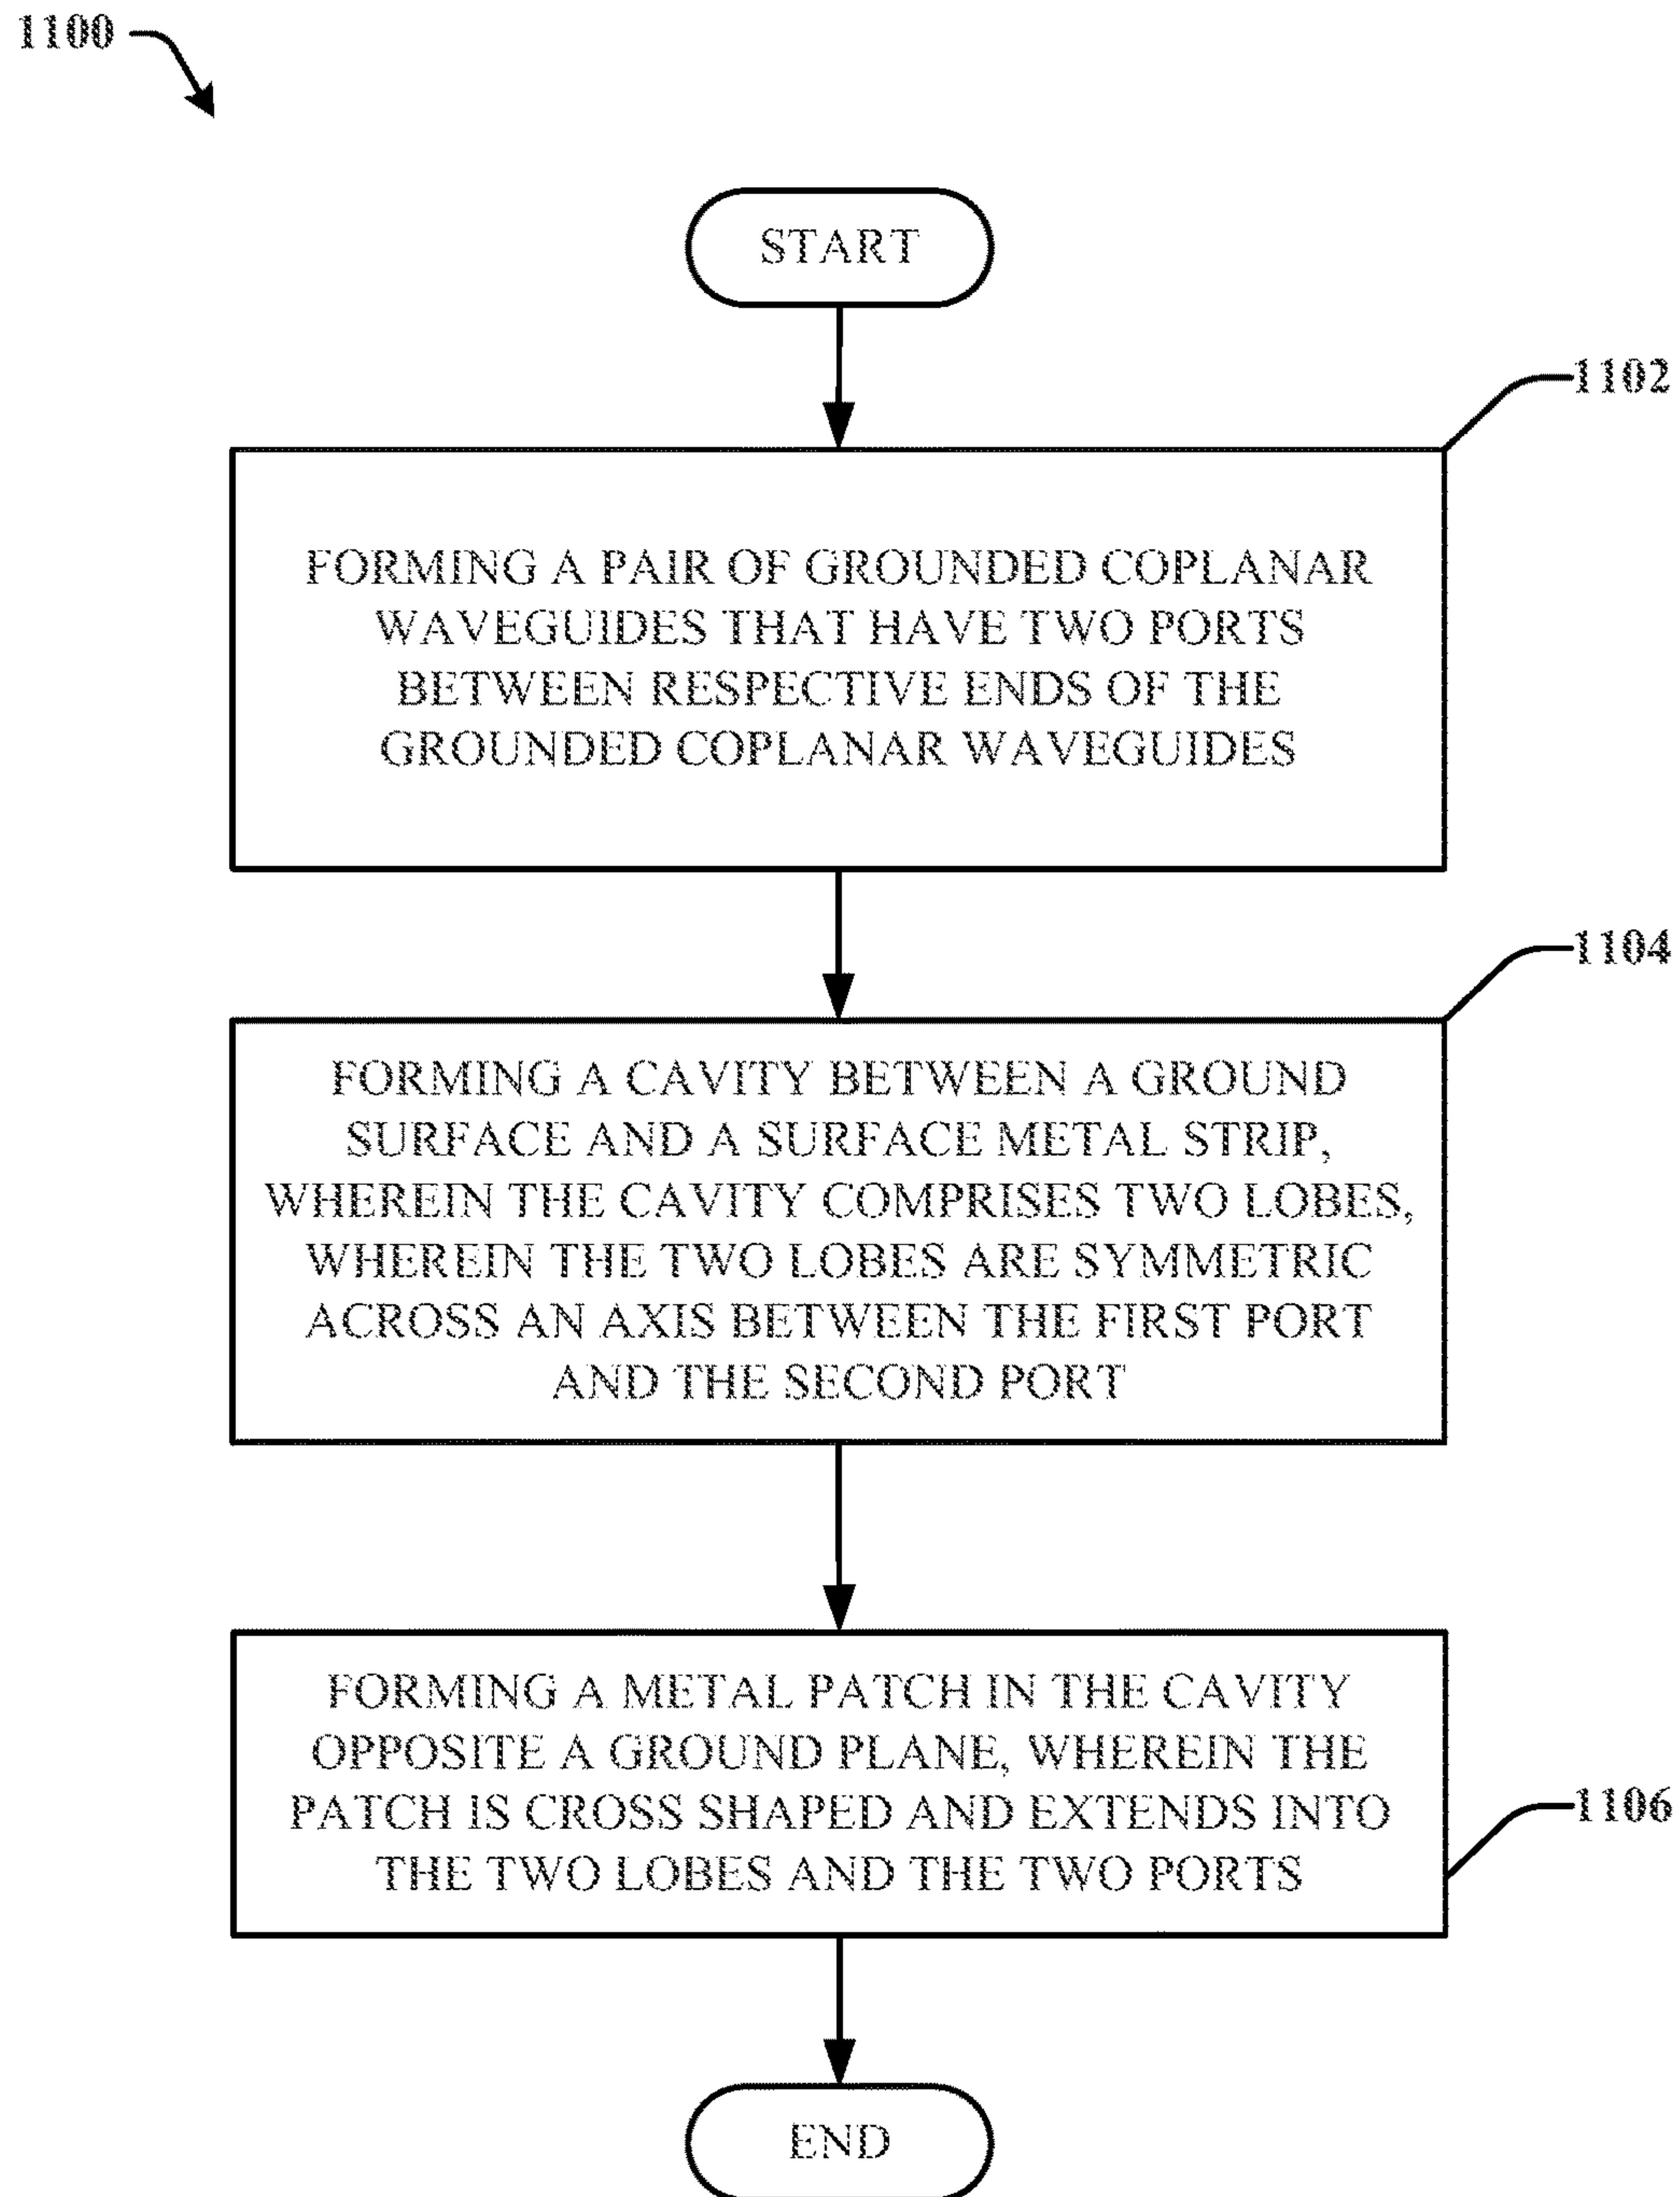 1100
START
1102
FORMING A PAIR OF GROUNDED COPLANAR
WAVEGUIDES THAT HAVE TWO PORTS
BETWEEN RESPECTIVE ENDS OF THE
GROUNDED COPLANAR WAVEGUIDES
1104
FORMING A CAVITY BETWEEN A GROUND
SURFACE AND A SURFACE METAL STRIP,
WHEREIN THE CAVITY COMPRISES TWO LOBES,
WHEREIN THE TWO LOBES ARE SYMMETRIC
ACROSS AN AXIS BETWEEN THE FIRST PORT
AND THE SECOND PORT
FORMING A METAL PATCH IN THE CAVITY
OPPOSITE A GROUND PLANE, WHEREIN THE
PATCH IS CROSS SHAPED AND EXTENDS INTO
THE TWO LOBES AND THE TWO PORTS
1106
END